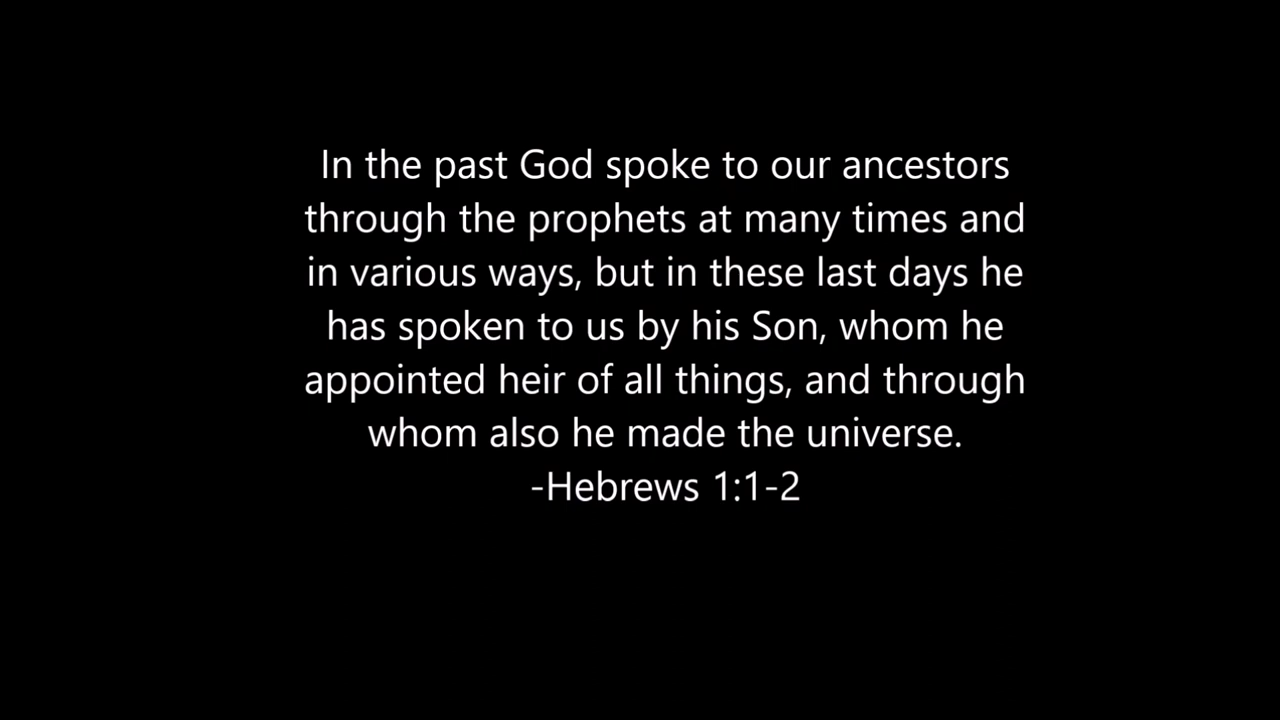 In the past God spoke to our ancestors
through the prophets at many times and
in various ways, but in these last days he
has spoken to us by his Son, whom he
appointed heir of all things, and through
whom also he made the universe.
-Hebrews 1:1-2